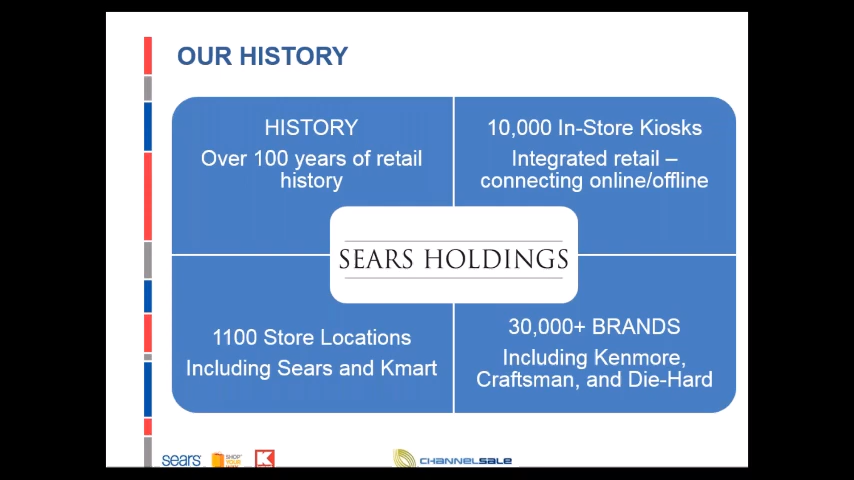 OUR HISTORY
HISTORY
Over 100 years of retail
history
10,000 In-Store Kiosks
Integrated retail –
connecting online/offline
SEARS HOLDINGS
1100 Store Locations
Including Sears and Kmart
30,000+ BRANDS
Including Kenmore,
Craftsman, and Die-Hard
sears
SHOP
YOUR
K
CHANNELSALE